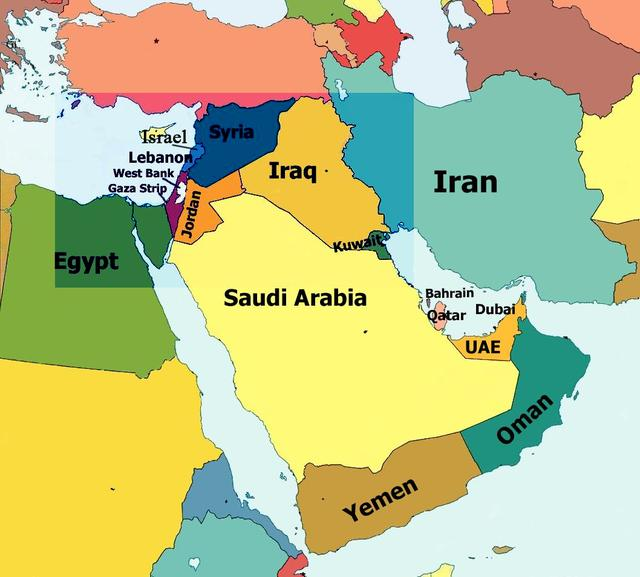 Israel
Syria
Lebanon
West Bank
Gaza Strip
Jordan
Iraq
Iran
Kuwait
Egypt
Saudi Arabia
Bahrain
Qatar
Dubai
UAE
Oman
Yemen